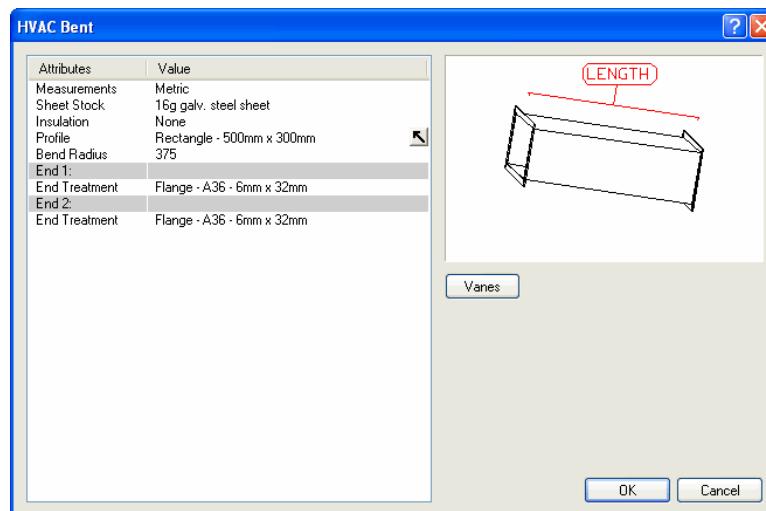 HVAC Bent
Attributes Value
Measurements Metric
Sheet Stock 16g galv. steel sheet
Insulation None
Profile Rectangle - 500mm x 300mm
Bend Radius 375
End 1:
End Treatment Flange - A36 - 6mm x 32mm
End 2:
End Treatment Flange - A36 - 6mm x 32mm
LENGTH
Vanes
OK Cancel